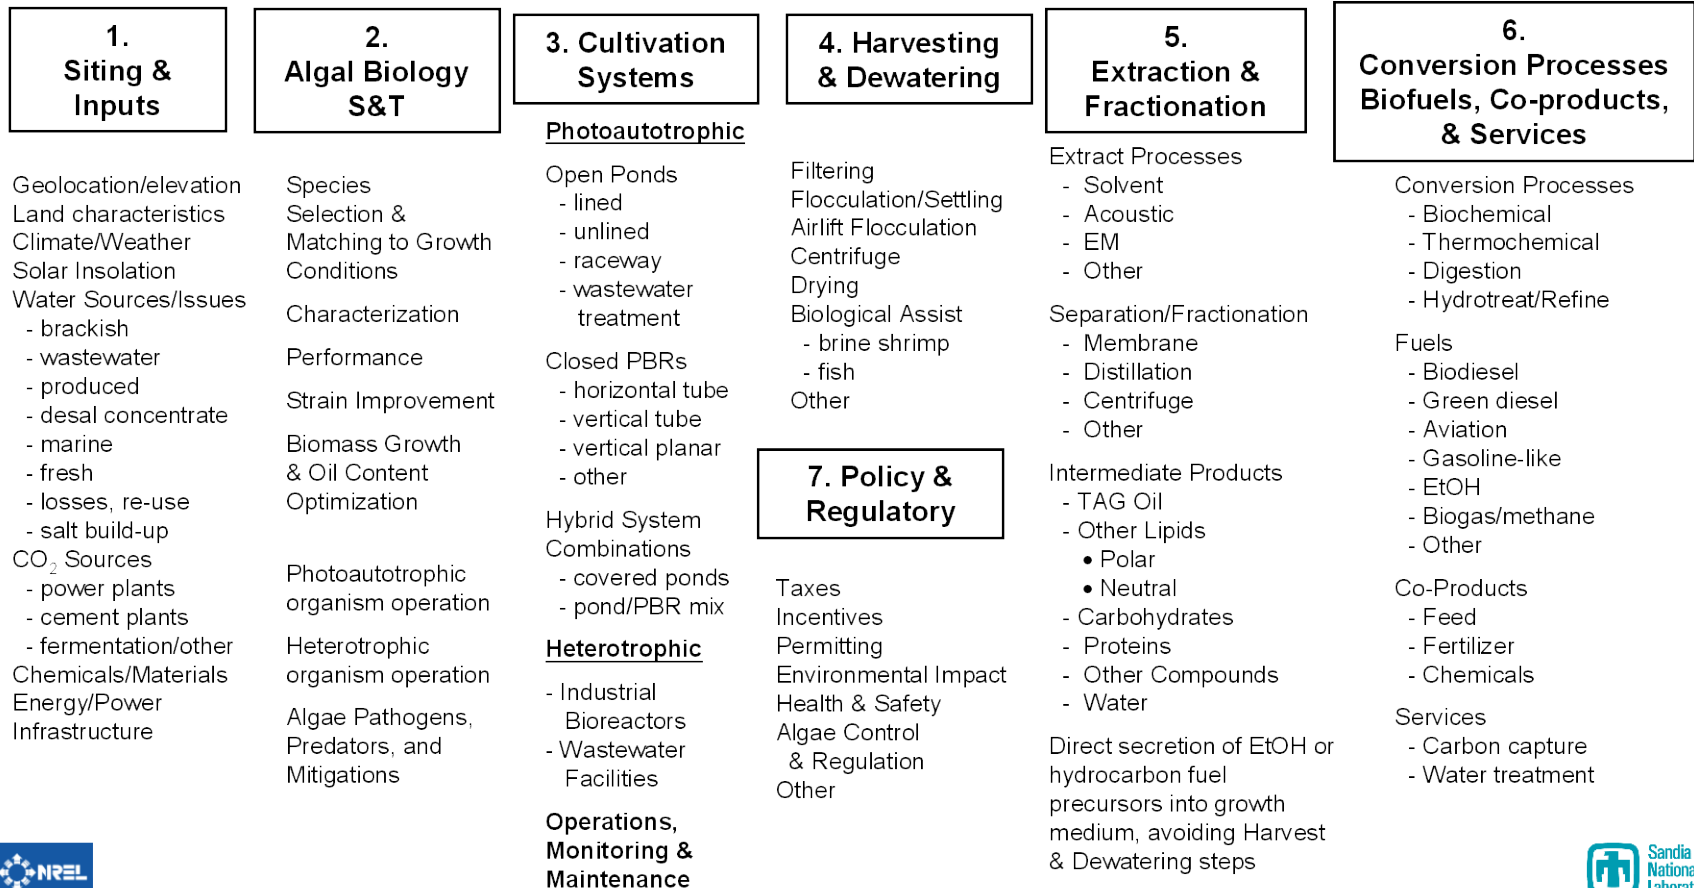 1.
Siting &
Inputs
Geolocation/elevation
Land characteristics
Climate/Weather
Solar Insolation
Water Sources/Issues
- brackish
- wastewater
- produced
- desal concentrate
- marine
- fresh
- losses, re-use
- salt build-up
CO2 Sources
- power plants
- cement plants
- fermentation/other
Chemicals/Materials
Energy/Power
Infrastructure
2.
Algal Biology
S&T
Species
Selection &
Matching to Growth
Conditions
Characterization
Performance
Strain Improvement
Biomass Growth
& Oil Content
Optimization
Photoautotrophic
organism operation
Heterotrophic
organism operation
Algae Pathogens,
Predators, and
Mitigations
3. Cultivation
Systems
Photoautotrophic
Open Ponds
- lined
- unlined
- raceway
- wastewater
treatment
Closed PBRs
- horizontal tube
- vertical tube
- vertical planar
- other
Hybrid System
Combinations
- covered ponds
- pond/PBR mix
Heterotrophic
- Industrial
Bioreactors
- Wastewater
Facilities
Operations,
Monitoring &
Maintenance
4. Harvesting
& Dewatering
Filtering
Flocculation/Settling
Airlift Flocculation
Centrifuge
Drying
Biological Assist
- brine shrimp
- fish
Other
7. Policy &
Regulatory
Taxes
Incentives
Permitting
Environmental Impact
Health & Safety
Algae Control
& Regulation
Other
5.
Extraction &
Fractionation
Extract Processes
- Solvent
- Acoustic
- EM
- Other
Separation/Fractionation
- Membrane
- Distillation
- Centrifuge
- Other
Intermediate Products
- TAG Oil
- Other Lipids
• Polar
• Neutral
- Carbohydrates
- Proteins
- Other Compounds
- Water
Direct secretion of EtOH or
hydrocarbon fuel
precursors into growth
medium, avoiding Harvest
& Dewatering steps
6.
Conversion Processes
Biofuels, Co-products,
& Services
Conversion Processes
- Biochemical
- Thermochemical
- Digestion
- Hydrotreat/Refine
Fuels
- Biodiesel
- Green diesel
- Aviation
- Gasoline-like
- EtOH
- Biogas/methane
- Other
Co-Products
- Feed
- Fertilizer
- Chemicals
Services
- Carbon capture
- Water treatment
NREL
Sandia